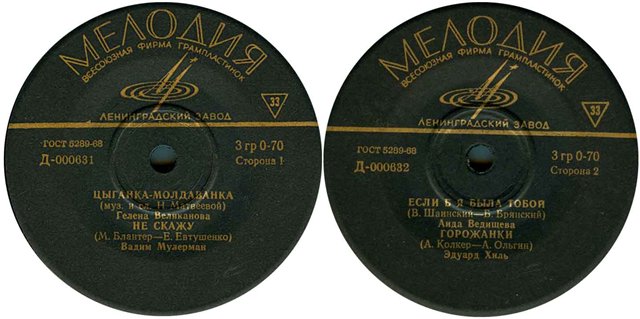 МЕЛОДИЯ
ВСЕСОЮЗНАЯ ФИРМА ГРАМПЛАСТИНОК
ЛЕНИНГРАДСКИЙ ЗАВОД
33
ГОСТ 5289-68
Д-000631
3 гр 0-70
Сторона 1
ЦЫГАНКА-МОЛДАВАНКА
(муз. и сл. Н. Матвеевой)
Гелена Великанова
НЕ СКАЖУ
(М. Блантер—Е. Евтушенко)
Вадим Мулерман
МЕЛОДИЯ
ВСЕСОЮЗНАЯ ФИРМА ГРАМПЛАСТИНОК
ЛЕНИНГРАДСКИЙ ЗАВОД
33
ГОСТ 5289-68
Д-000632
3 гр 0-70
Сторона 2
ЕСЛИ Б Я БЫЛА ТОБОЙ
(В. Шаинский—Б. Брянский)
Аида Ведищева
ГОРОЖАНКИ
(А. Колкер—А. Ольгин)
Эдуард Хиль